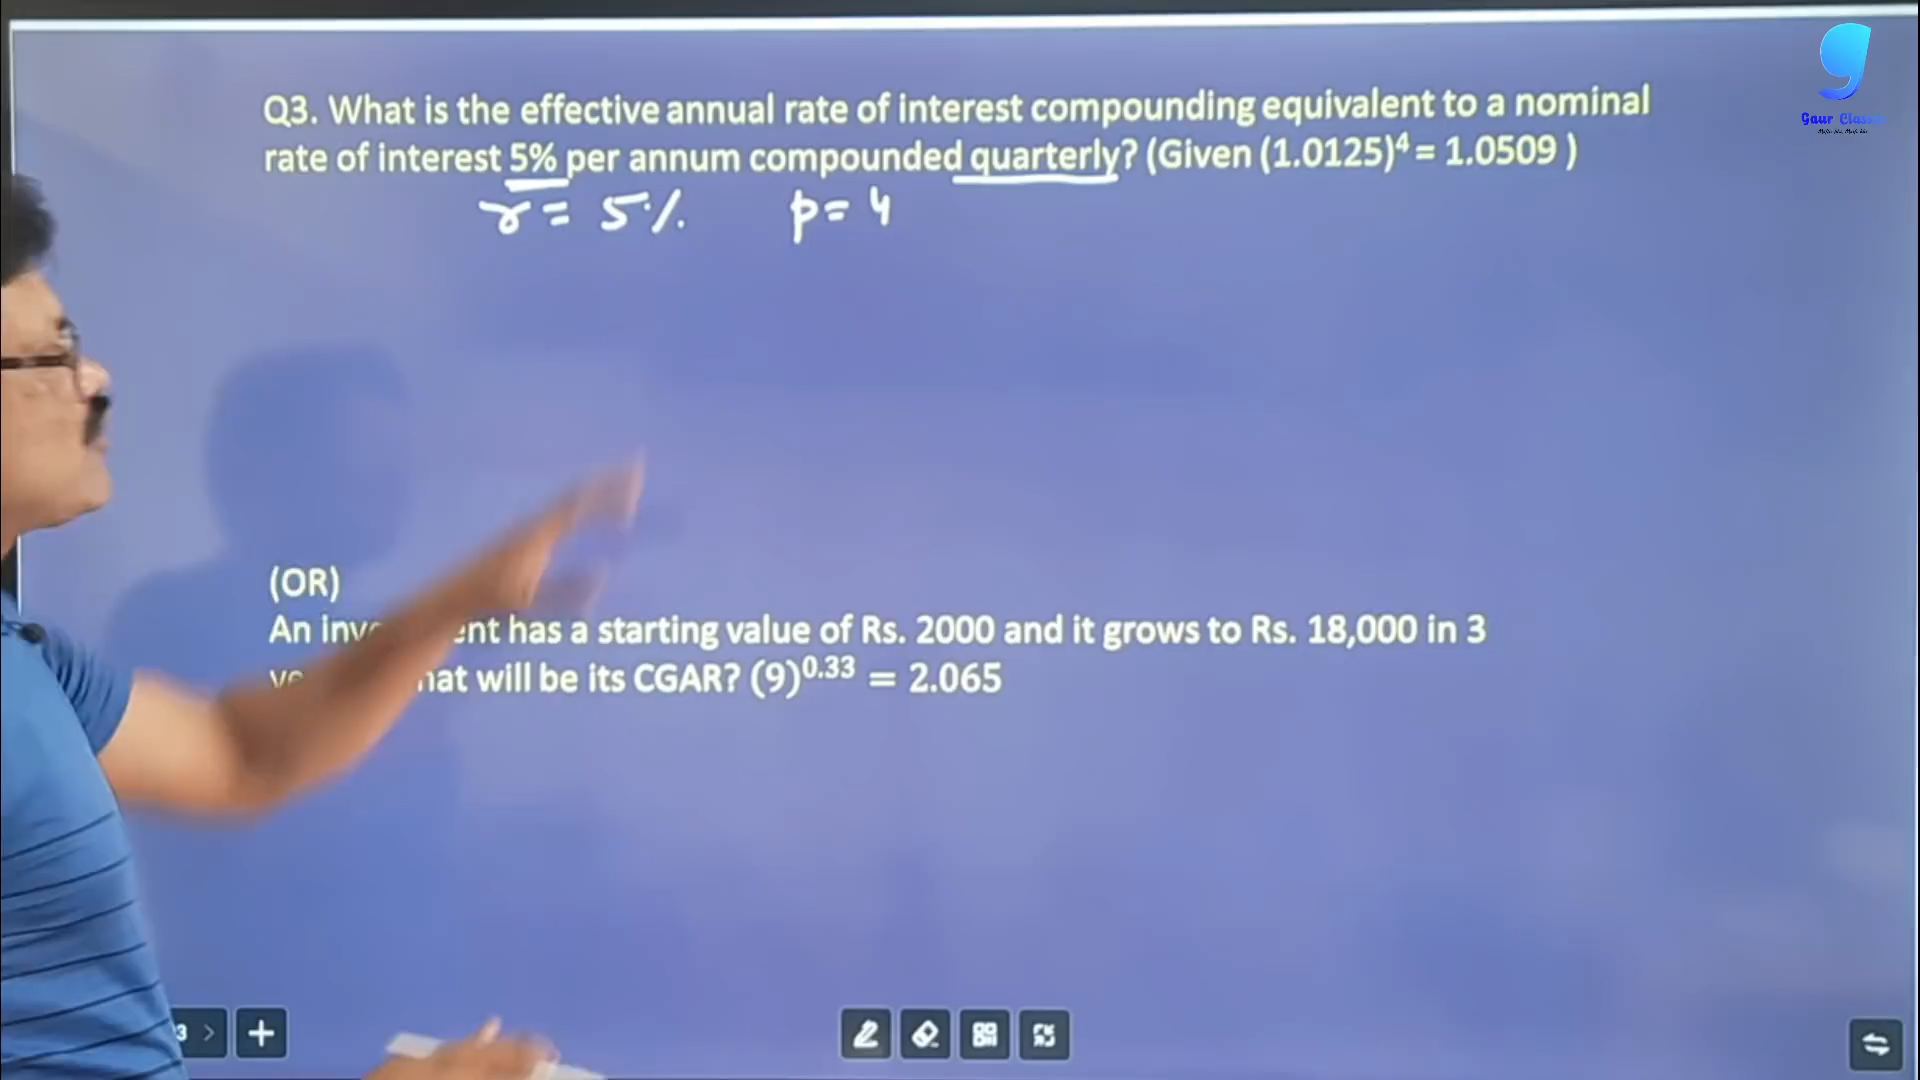 Q3. What is the effective annual rate of interest compounding equivalent to a nominal
rate of interest 5% per annum compounded quarterly? (Given (1.0125)⁴ = 1.0509 )
r = 5% p = 4
(OR)
An has a starting value of Rs. 2000 and it grows to Rs. 18,000 in 3
will be its CGAR? (9)^0.33 = 2.065
3 >
g
Gaur Classes